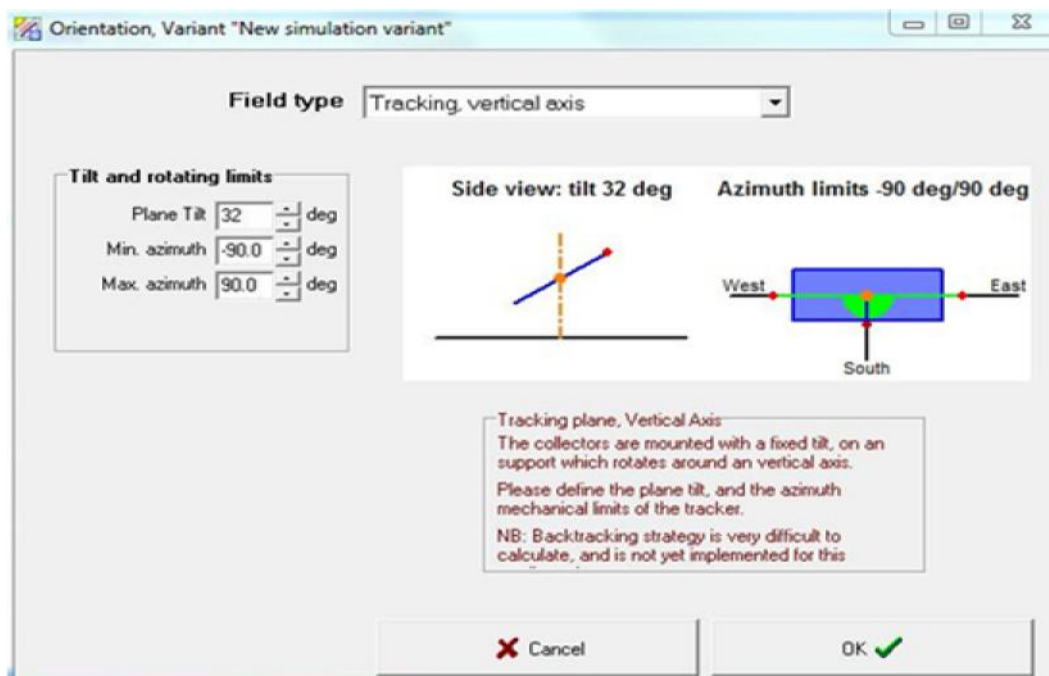 Orientation, Variant "New simulation variant"
Field type Tracking, vertical axis
Tilt and rotating limits
Plane Tilt 32 deg
Min. azimuth -90.0 deg
Max. azimuth 90.0 deg
Side view: tilt 32 deg
Azimuth limits -90 deg/90 deg
West
East
South
Tracking plane, Vertical Axis
The collectors are mounted with a fixed tilt, on an
support which rotates around an vertical axis.
Please define the plane tilt, and the azimuth
mechanical limits of the tracker.
NB: Backtracking strategy is very difficult to
calculate, and is not yet implemented for this
Cancel
OK